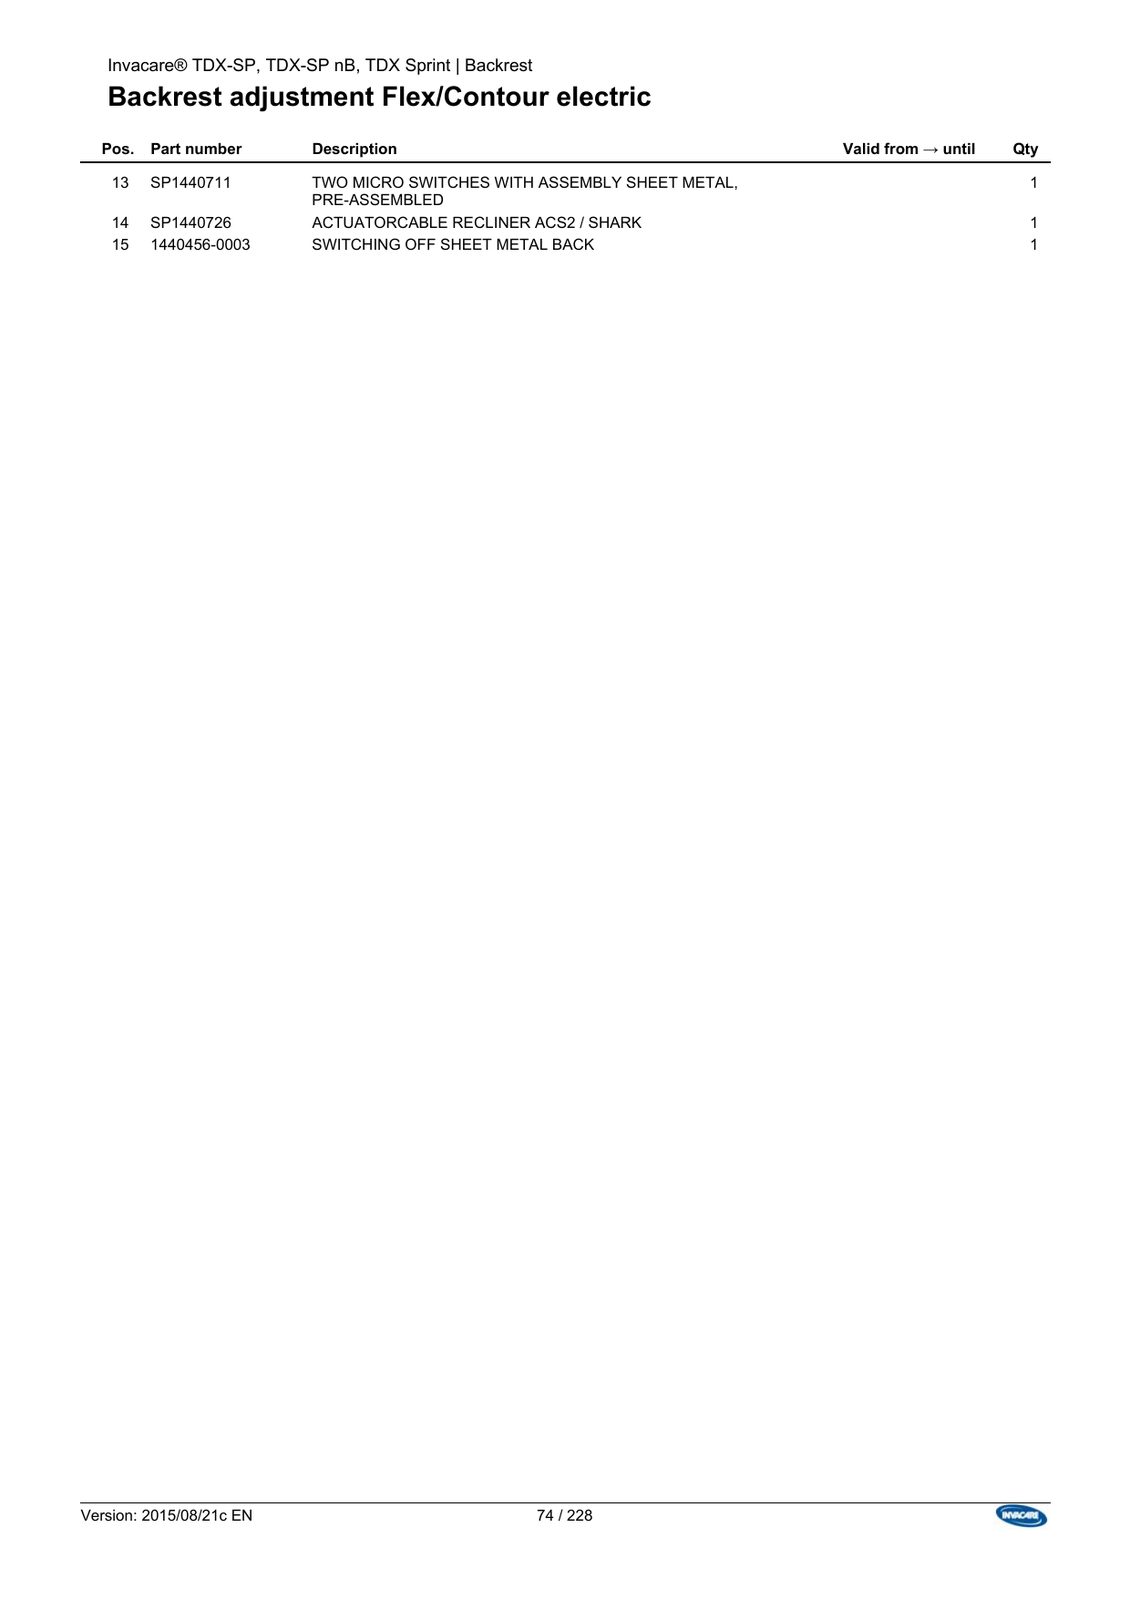 Invacare® TDX-SP, TDX-SP nB, TDX Sprint | Backrest
Backrest adjustment Flex/Contour electric
Pos. Part number Description Valid from → until Qty
13 SP1440711 TWO MICRO SWITCHES WITH ASSEMBLY SHEET METAL, 1
PRE-ASSEMBLED
14 SP1440726 ACTUATORCABLE RECLINER ACS2 / SHARK 1
15 1440456-0003 SWITCHING OFF SHEET METAL BACK 1
Version: 2015/08/21c EN 74 / 228 INVACARE